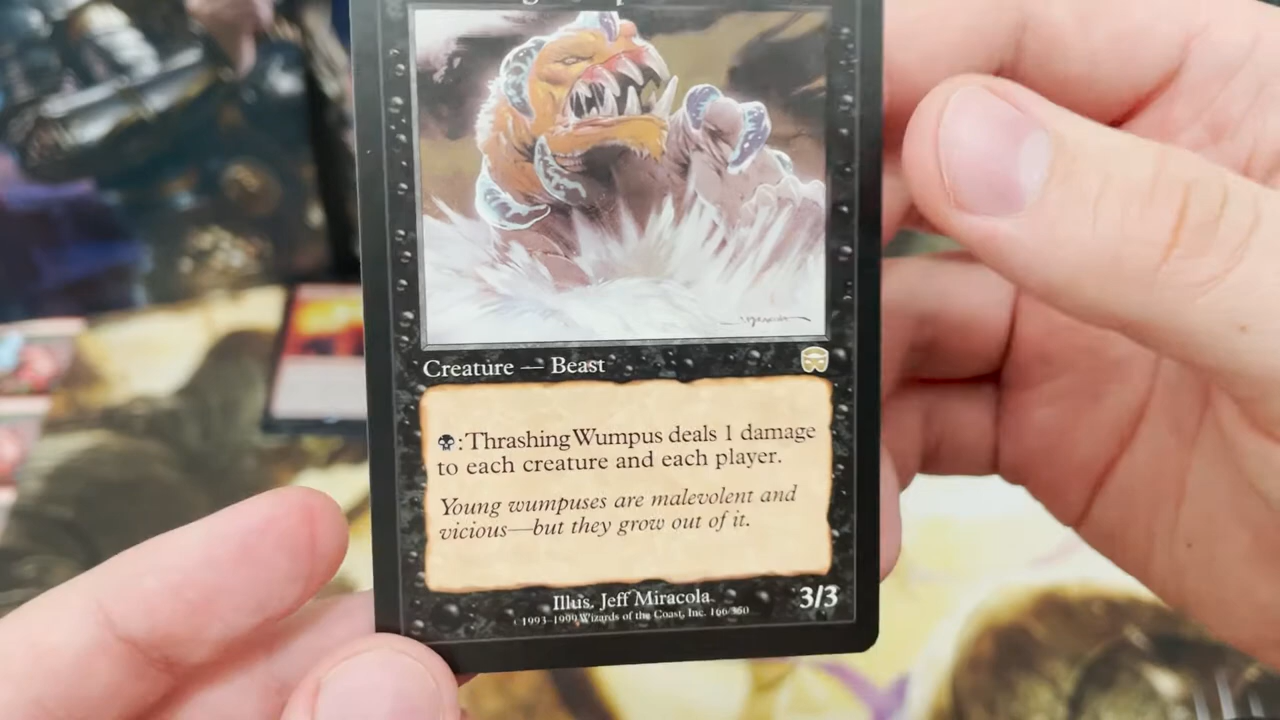 Creature — Beast
: Thrashing Wumpus deals 1 damage
to each creature and each player.
Young wumpuses are malevolent and
vicious—but they grow out of it.
Illus. Jeff Miracola
3/3
1993–1999 Wizards of the Coast, Inc. 166/350